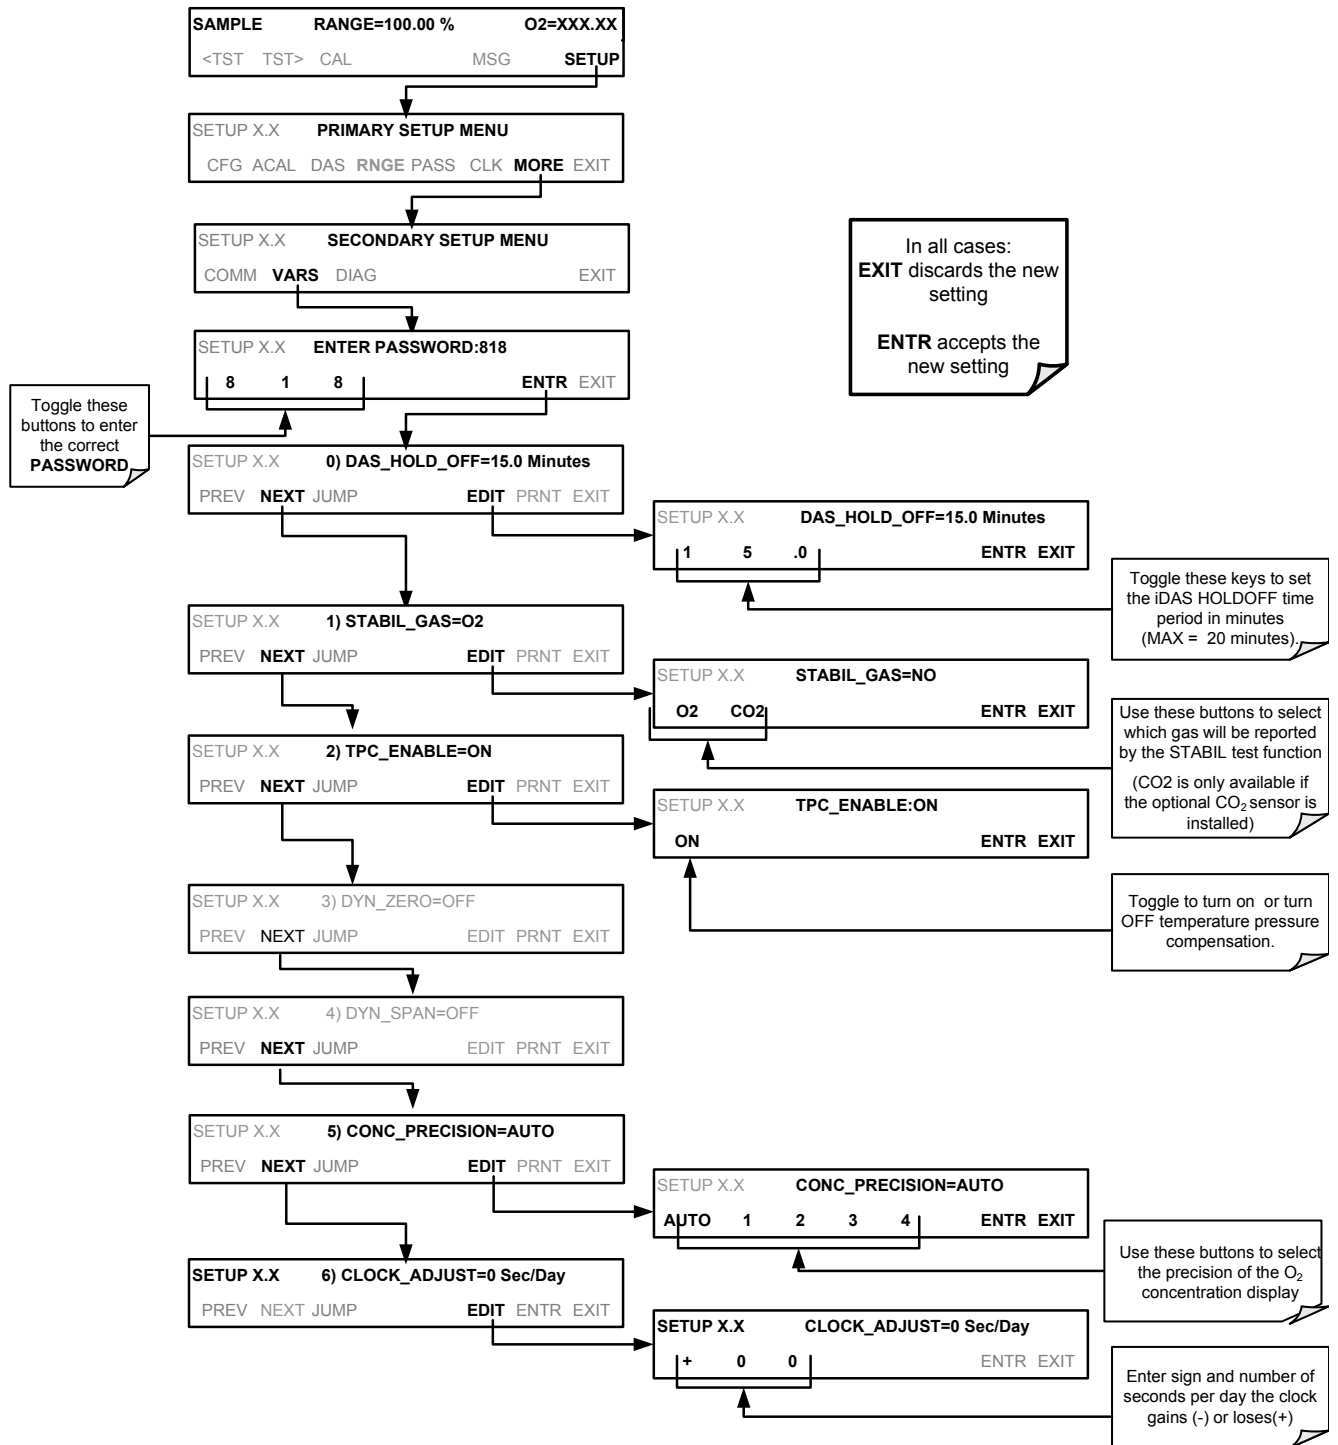 SAMPLE RANGE=100.00 % O2=XXX.XX
<TST TST> CAL MSG SETUP
SETUP X.X PRIMARY SETUP MENU
CFG ACAL DAS RNGE PASS CLK MORE EXIT
SETUP X.X SECONDARY SETUP MENU
COMM VARS DIAG EXIT
In all cases:
EXIT discards the new
setting
ENTR accepts the
new setting
SETUP X.X ENTER PASSWORD:818
8 1 8 ENTR EXIT
Toggle these
buttons to enter
the correct
PASSWORD
SETUP X.X 0) DAS_HOLD_OFF=15.0 Minutes
PREV NEXT JUMP EDIT PRNT EXIT
SETUP X.X DAS_HOLD_OFF=15.0 Minutes
1 5 .0 ENTR EXIT
Toggle these keys to set
the iDAS HOLDOFF time
period in minutes
(MAX = 20 minutes).
SETUP X.X 1) STABIL_GAS=O2
PREV NEXT JUMP EDIT PRNT EXIT
SETUP X.X STABIL_GAS=NO
O2 CO2 ENTR EXIT
Use these buttons to select
which gas will be reported
by the STABIL test function
(CO2 is only available if
the optional CO₂ sensor is
installed)
SETUP X.X 2) TPC_ENABLE=ON
PREV NEXT JUMP EDIT PRNT EXIT
SETUP X.X TPC_ENABLE:ON
ON ENTR EXIT
Toggle to turn on or turn
OFF temperature pressure
compensation.
SETUP X.X 3) DYN_ZERO=OFF
PREV NEXT JUMP EDIT PRNT EXIT
SETUP X.X 4) DYN_SPAN=OFF
PREV NEXT JUMP EDIT PRNT EXIT
SETUP X.X 5) CONC_PRECISION=AUTO
PREV NEXT JUMP EDIT PRNT EXIT
SETUP X.X CONC_PRECISION=AUTO
AUTO 1 2 3 4 ENTR EXIT
Use these buttons to select
the precision of the O₂
concentration display
SETUP X.X 6) CLOCK_ADJUST=0 Sec/Day
PREV NEXT JUMP EDIT ENTR EXIT
SETUP X.X CLOCK_ADJUST=0 Sec/Day
+ 0 0 ENTR EXIT
Enter sign and number of
seconds per day the clock
gains (-) or loses(+)